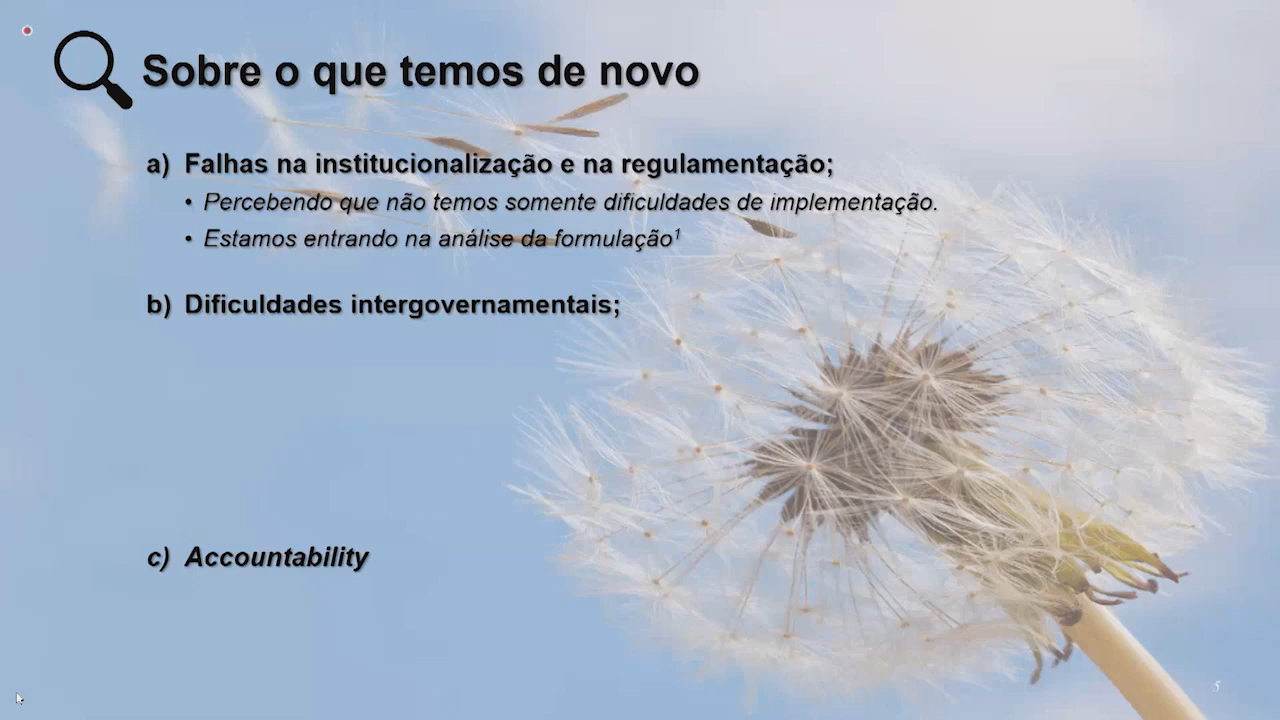 Sobre o que temos de novo
a) Falhas na institucionalização e na regulamentação;
• Percebendo que não temos somente dificuldades de implementação.
• Estamos entrando na análise da formulação¹
b) Dificuldades intergovernamentais;
c) Accountability
5